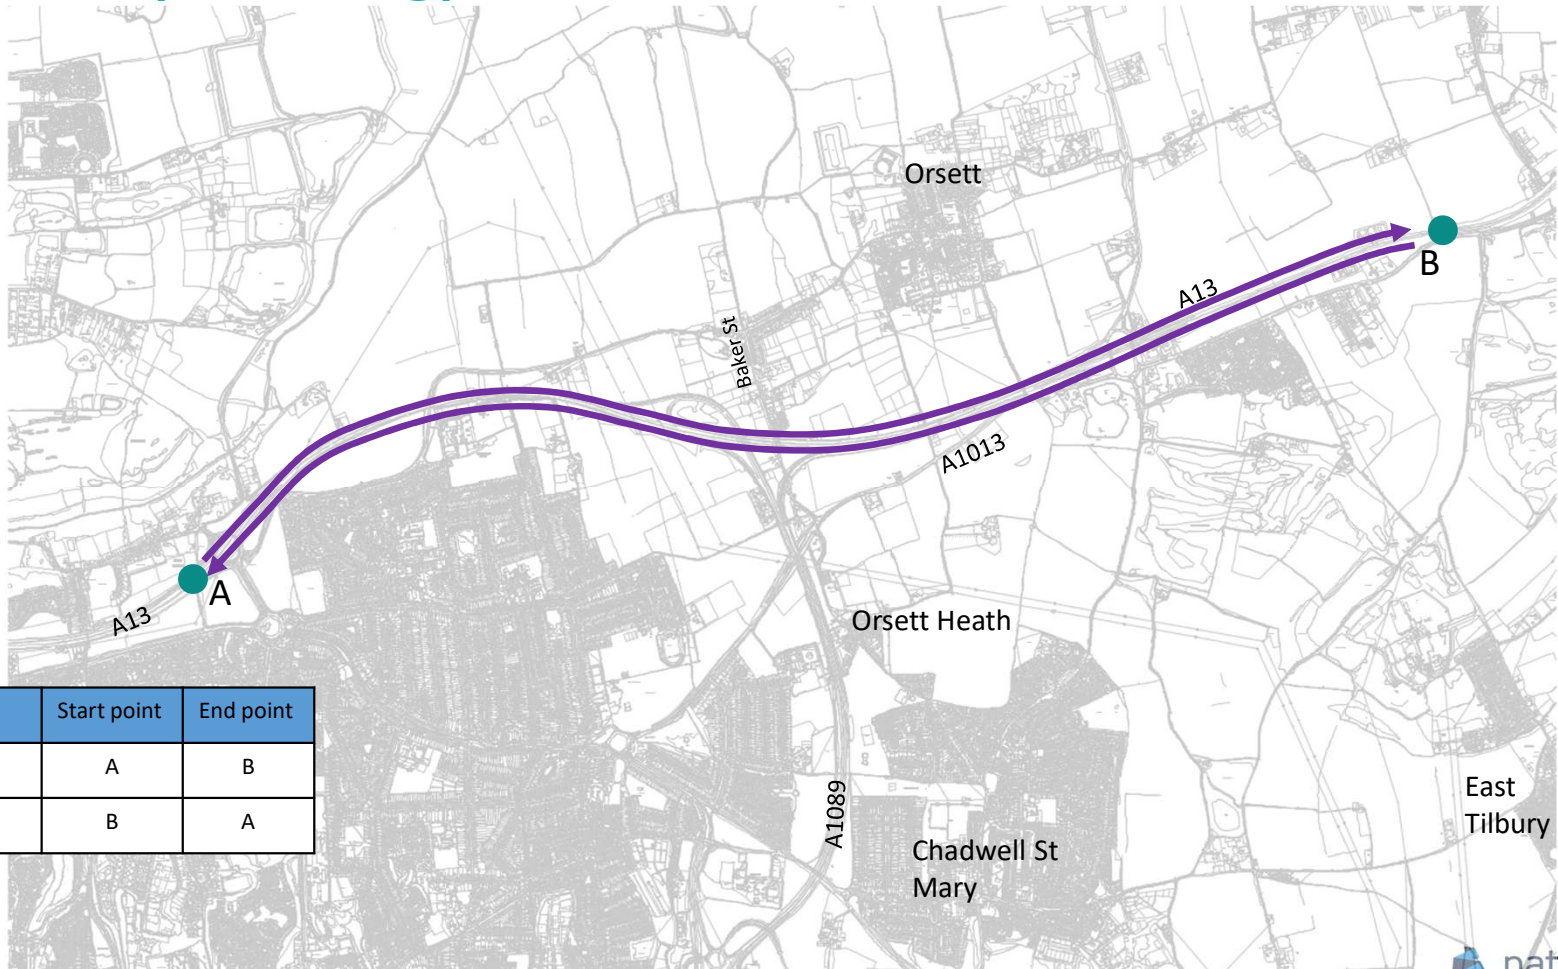 Orsett
B
A13
Baker St
A1013
A
A13
Orsett Heath
Start point End point
A B
B A
East
Tilbury
A1089
Chadwell St
Mary